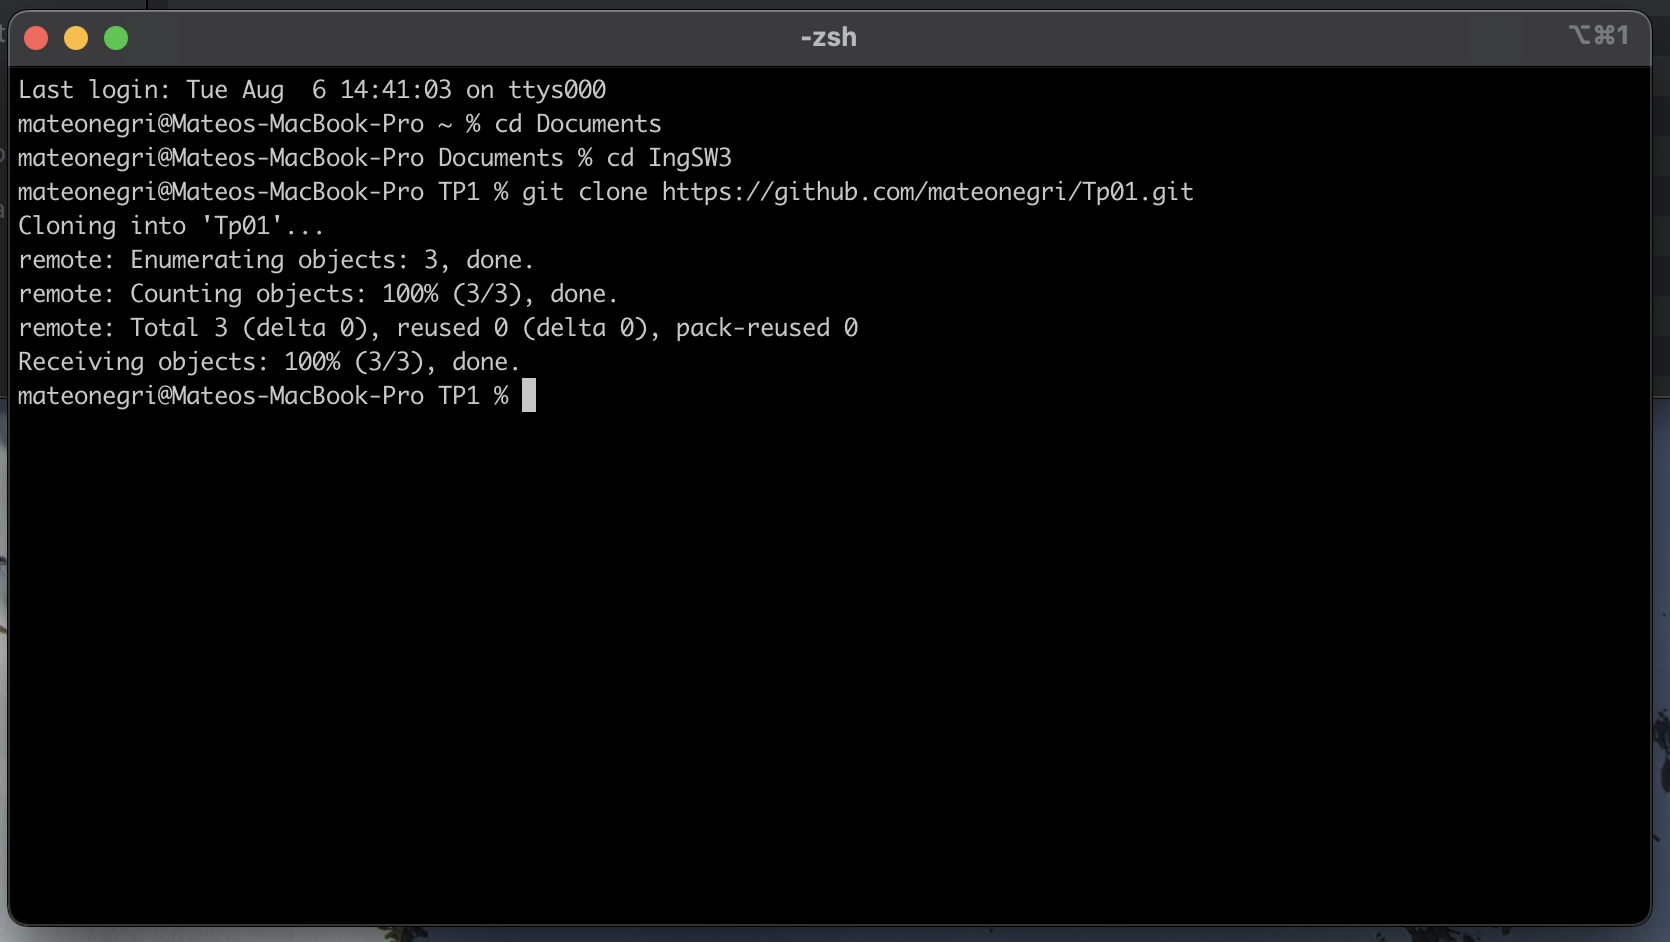 -zsh
⌥⌘1
Last login: Tue Aug  6 14:41:03 on ttys000
mateonegri@Mateos-MacBook-Pro ~ % cd Documents
mateonegri@Mateos-MacBook-Pro Documents % cd IngSW3
mateonegri@Mateos-MacBook-Pro TP1 % git clone https://github.com/mateonegri/Tp01.git
Cloning into 'Tp01'...
remote: Enumerating objects: 3, done.
remote: Counting objects: 100% (3/3), done.
remote: Total 3 (delta 0), reused 0 (delta 0), pack-reused 0
Receiving objects: 100% (3/3), done.
mateonegri@Mateos-MacBook-Pro TP1 %